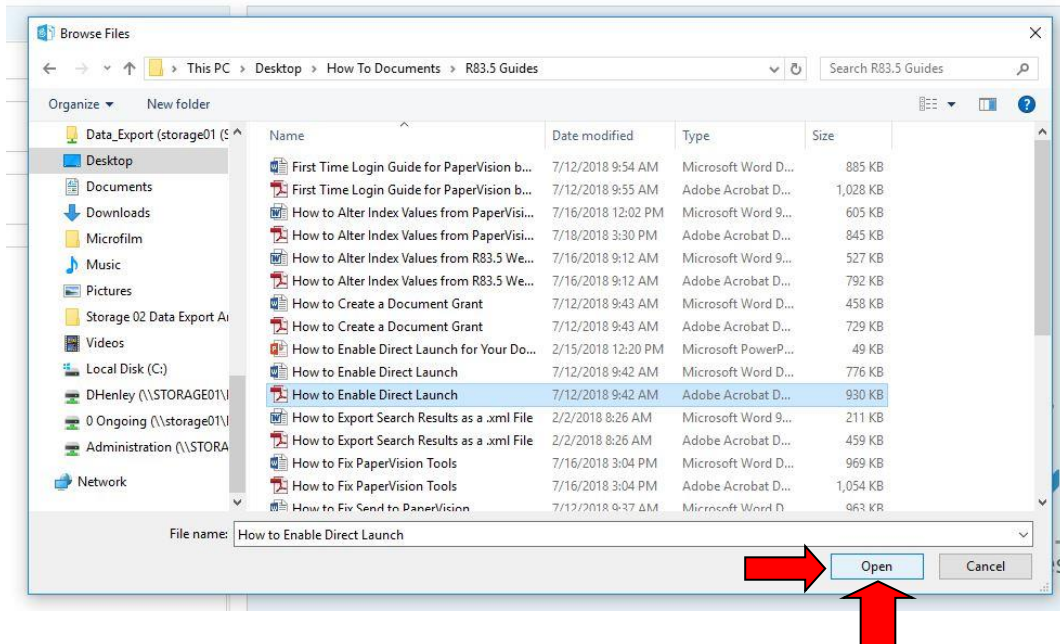 Browse Files
This PC > Desktop > How To Documents > R83.5 Guides
Search R83.5 Guides
Organize
New folder
Name Date modified Type Size
Data_Export (storage01 (S
Desktop
Documents
Downloads
Microfilm
Music
Pictures
Storage 02 Data Export
Videos
Local Disk (C:)
DHenley (\\STORAGE01\
0 Ongoing (\\storage01\
Administration (\\STORA
Network
First Time Login Guide for PaperVision b... 7/12/2018 9:54 AM Microsoft Word D... 885 KB
First Time Login Guide for PaperVision b... 7/12/2018 9:55 AM Adobe Acrobat D... 1,028 KB
How to Alter Index Values from PaperVisi... 7/16/2018 12:02 PM Microsoft Word 9... 605 KB
How to Alter Index Values from PaperVisi... 7/18/2018 3:30 PM Adobe Acrobat D... 845 KB
How to Alter Index Values from R83.5 We... 7/16/2018 9:12 AM Microsoft Word 9... 527 KB
How to Alter Index Values from R83.5 We... 7/16/2018 9:12 AM Adobe Acrobat D... 792 KB
How to Create a Document Grant 7/12/2018 9:43 AM Microsoft Word D... 458 KB
How to Create a Document Grant 7/12/2018 9:43 AM Adobe Acrobat D... 729 KB
How to Enable Direct Launch for Your Do... 2/15/2018 12:20 PM Microsoft PowerP... 49 KB
How to Enable Direct Launch 7/12/2018 9:42 AM Microsoft Word D... 776 KB
How to Enable Direct Launch 7/12/2018 9:42 AM Adobe Acrobat D... 930 KB
How to Export Search Results as a .xml File 2/2/2018 8:26 AM Microsoft Word 9... 211 KB
How to Export Search Results as a .xml File 2/2/2018 8:26 AM Adobe Acrobat D... 459 KB
How to Fix PaperVision Tools 7/16/2018 3:04 PM Microsoft Word D... 969 KB
How to Fix PaperVision Tools 7/16/2018 3:04 PM Adobe Acrobat D... 1,054 KB
How to Fix Send to PaperVision 7/12/2018 9:37 AM Microsoft Word D... 963 KB
File name: How to Enable Direct Launch
Open
Cancel